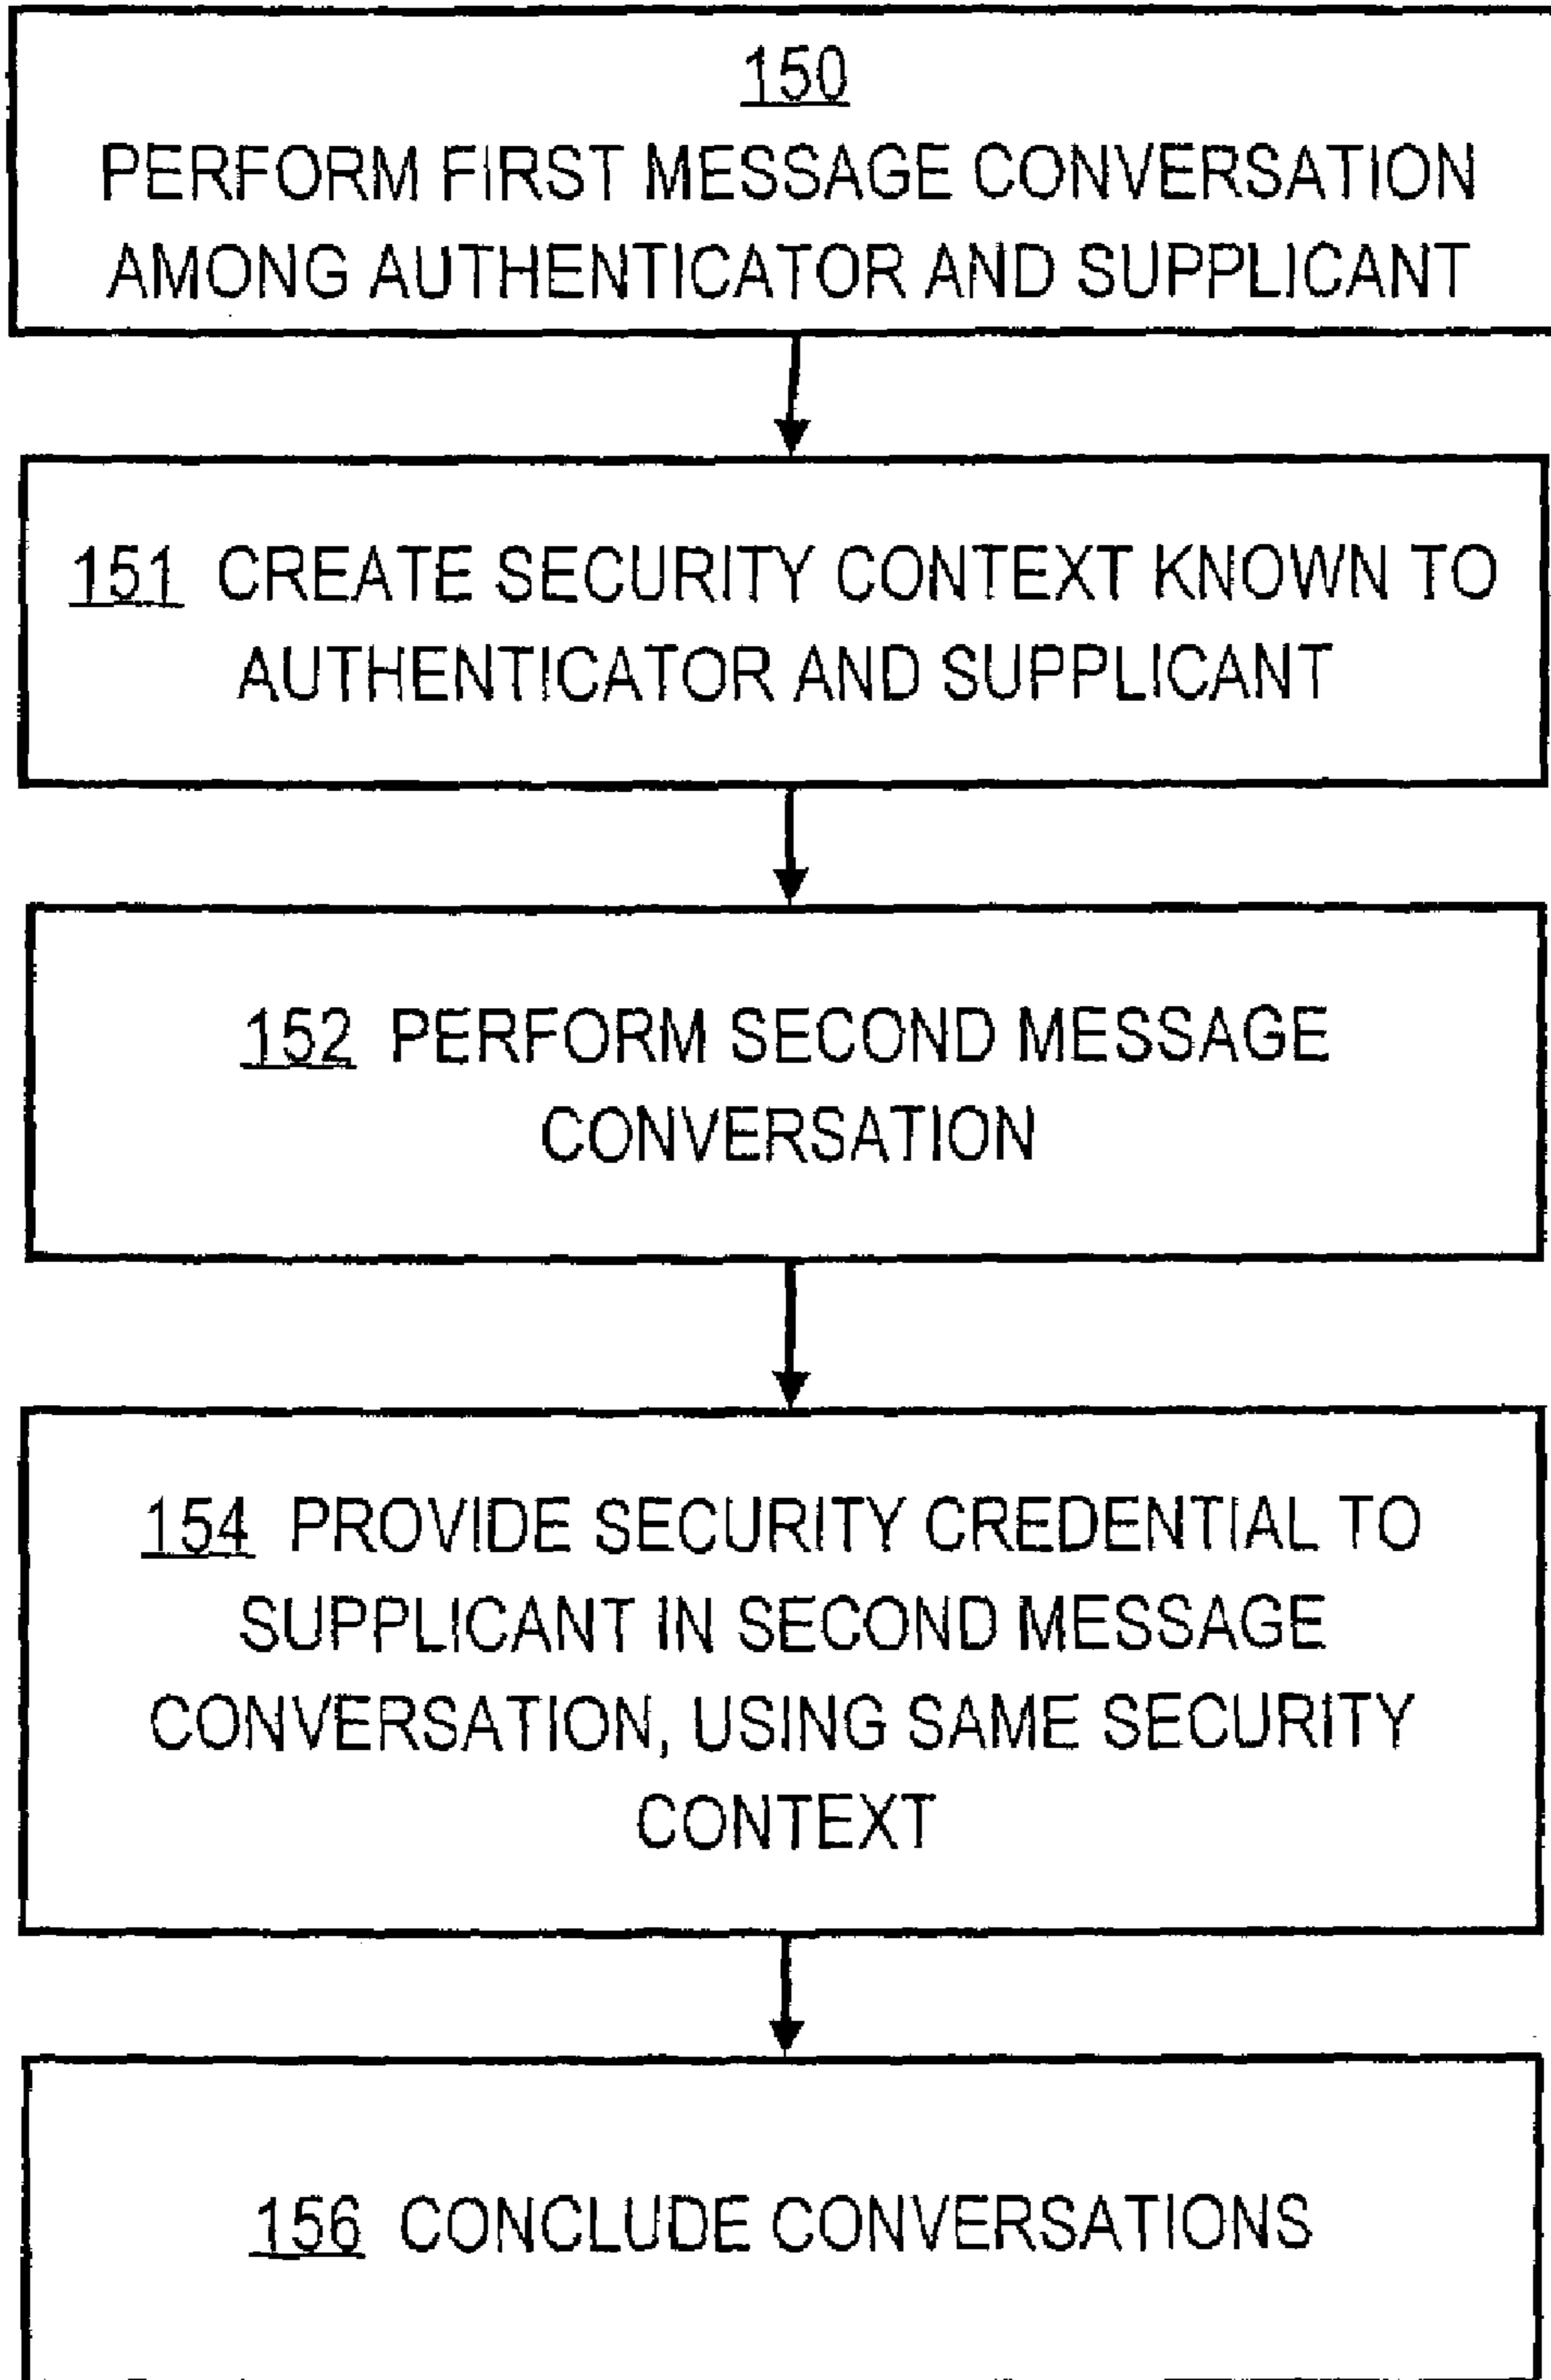 150
PERFORM FIRST MESSAGE CONVERSATION
AMONG AUTHENTICATOR AND SUPPLICANT
151 CREATE SECURITY CONTEXT KNOWN TO
AUTHENTICATOR AND SUPPLICANT
152 PERFORM SECOND MESSAGE
CONVERSATION
154 PROVIDE SECURITY CREDENTIAL TO
SUPPLICANT IN SECOND MESSAGE
CONVERSATION, USING SAME SECURITY
CONTEXT
156 CONCLUDE CONVERSATIONS